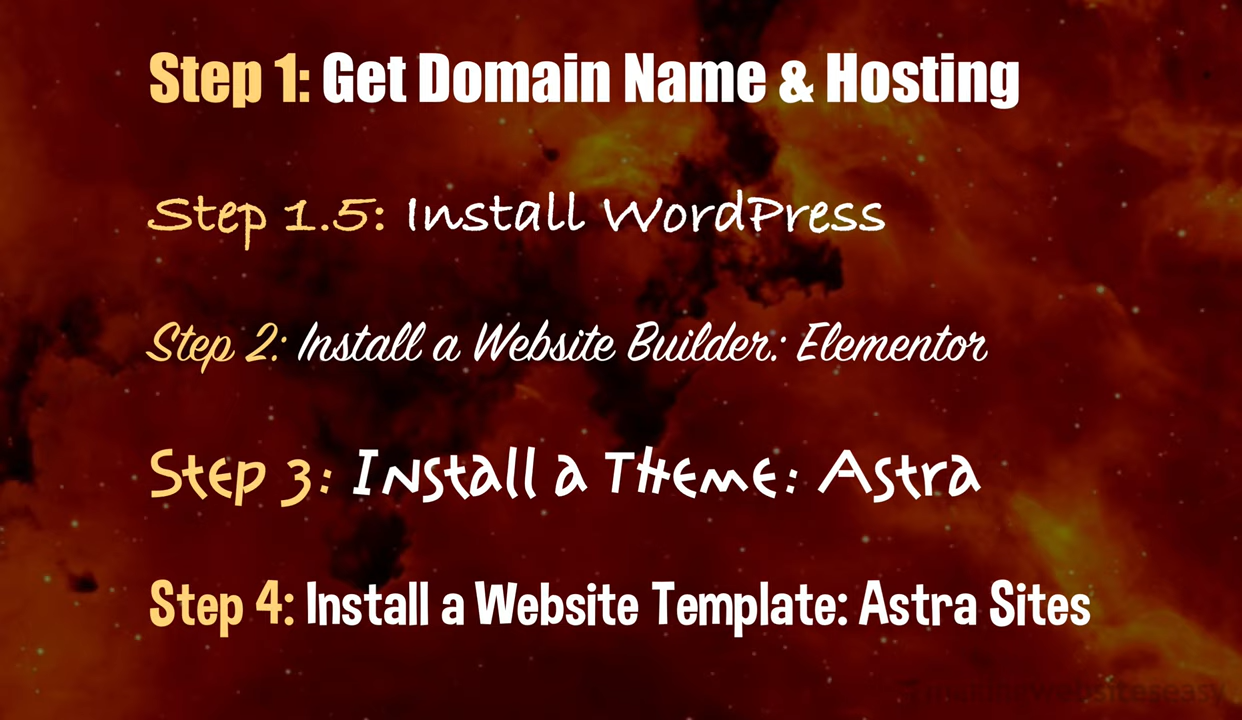 Step 1: Get Domain Name & Hosting
Step 1.5: Install WordPress
Step 2: Install a Website Builder: Elementor
Step 3: Install a Theme: Astra
Step 4: Install a Website Template: Astra Sites